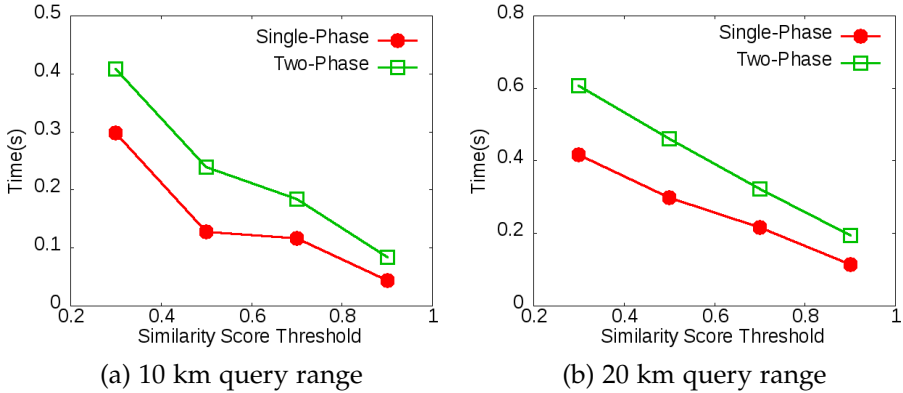 0.5
0.4
0.3
0.2
0.1
0
Time(s)
Single-Phase
Two-Phase
0.2 0.4 0.6 0.8 1
Similarity Score Threshold
(a) 10 km query range
0.8
0.6
0.4
0.2
0
Time(s)
Single-Phase
Two-Phase
0.2 0.4 0.6 0.8 1
Similarity Score Threshold
(b) 20 km query range